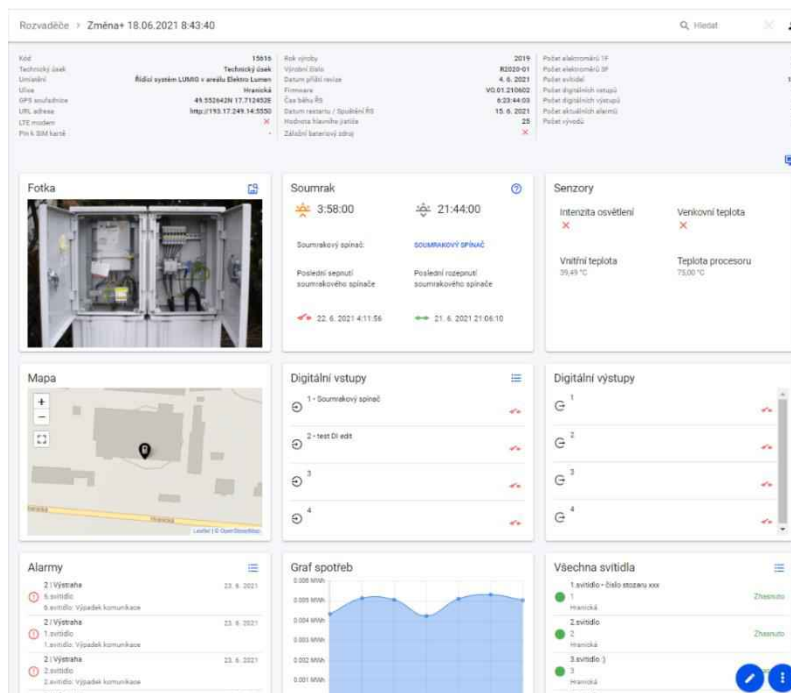 Rozvaděče > Změna+ 18.06.2021 8:43:40
Hledat
Kód 15616
Technický úsek Technický úsek
Umístění Řídící systém LUMiG v areálu Elektro Lumen
Ulice Hranická
GPS souřadnice 49.552642N 17.712452E
URL adresa http://193.17.249.14:5550
LTE modem
Pin k SIM kartě -
Rok výroby 2019
Výrobní číslo R2020-01
Datum příští revize 4. 6. 2021
Firmware V0.01.210602
Čas běhu ŘS 6:23:44:03
Datum restartu / Spuštění ŘS 15. 6. 2021
Hodnota hlavního jističe 25
Záložní bateriový zdroj
Počet elektroměrů 1F
Počet elektroměrů 3F
Počet svítidel
Počet digitálních vstupů
Počet digitálních výstupů
Počet aktuálních alarmů
Počet vývodů
Fotka
Soumrak
3:58:00 21:44:00
Soumrakový spínač: SOUMRAKOVÝ SPÍNAČ
Poslední sepnutí soumrakového spínače
Poslední rozepnutí soumrakového spínače
22. 6. 2021 4:11:56 21. 6. 2021 21:06:10
Senzory
Intenzita osvětlení Venkovní teplota
Vnitřní teplota Teplota procesoru
39,49 °C 75,00 °C
Mapa
+
−
Hranická
Leaflet | © OpenStreetMap
Digitální vstupy
1 - Soumrakový spínač
2 - test DI edit
3
4
Digitální výstupy
1
2
3
4
Alarmy
2 | Výstraha 23. 6. 2021
6.svítidlo
6.svítidlo: Výpadek komunikace
2 | Výstraha 23. 6. 2021
1.svítidlo
1.svítidlo: Výpadek komunikace
2 | Výstraha 23. 6. 2021
2.svítidlo
2.svítidlo: Výpadek komunikace
Graf spotřeb
0.006 MWh
0.005 MWh
0.004 MWh
0.003 MWh
0.002 MWh
0.001 MWh
Všechna svítidla
1.svítidlo - číslo stozaru xxx
1 Zhasnuto
Hranická
2.svítidlo
2 Zhasnuto
Hranická
3.svítidlo :)
3
Hranická